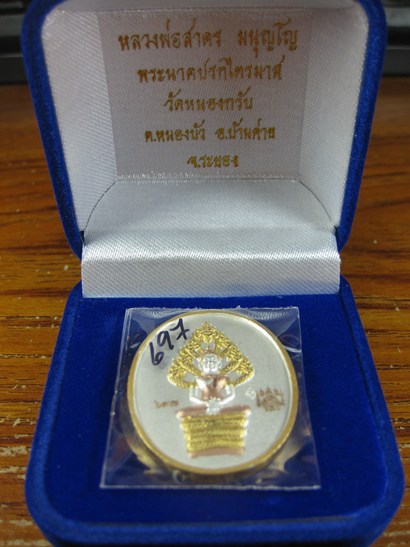 หลวงพ่อสาคร มนุญโญ
พระนาคปรกไตรมาส
วัดหนองกรับ
ต.หนองบัว อ.บ้านค่าย
จ.ระยอง
697